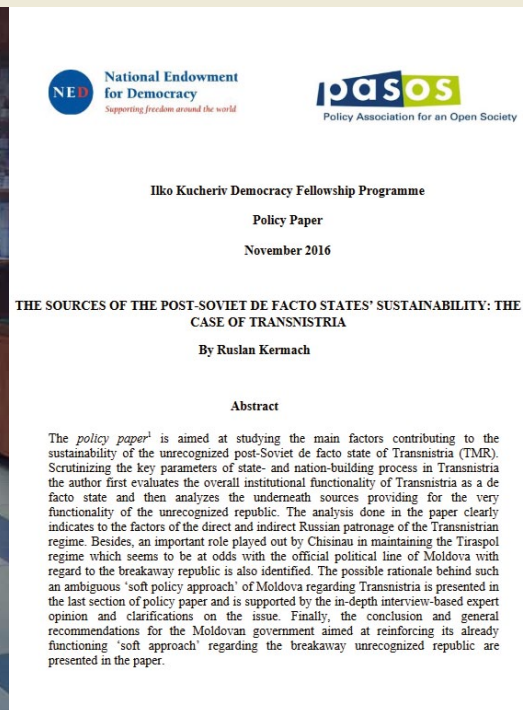 NED
National Endowment
for Democracy
Supporting freedom around the world
pasos
Policy Association for an Open Society
Ilko Kucheriv Democracy Fellowship Programme
Policy Paper
November 2016
THE SOURCES OF THE POST-SOVIET DE FACTO STATES' SUSTAINABILITY: THE
CASE OF TRANSNISTRIA
By Ruslan Kermach
Abstract
The policy paper¹ is aimed at studying the main factors contributing to the
sustainability of the unrecognized post-Soviet de facto state of Transnistria (TMR).
Scrutinizing the key parameters of state- and nation-building process in Transnistria
the author first evaluates the overall institutional functionality of Transnistria as a de
facto state and then analyzes the underneath sources providing for the very
functionality of the unrecognized republic. The analysis done in the paper clearly
indicates to the factors of the direct and indirect Russian patronage of the Transnistrian
regime. Besides, an important role played out by Chisinau in maintaining the Tiraspol
regime which seems to be at odds with the official political line of Moldova with
regard to the breakaway republic is also identified. The possible rationale behind such
an ambiguous 'soft policy approach' of Moldova regarding Transnistria is presented in
the last section of policy paper and is supported by the in-depth interview-based expert
opinion and clarifications on the issue. Finally, the conclusion and general
recommendations for the Moldovan government aimed at reinforcing its already
functioning 'soft approach' regarding the breakaway unrecognized republic are
presented in the paper.